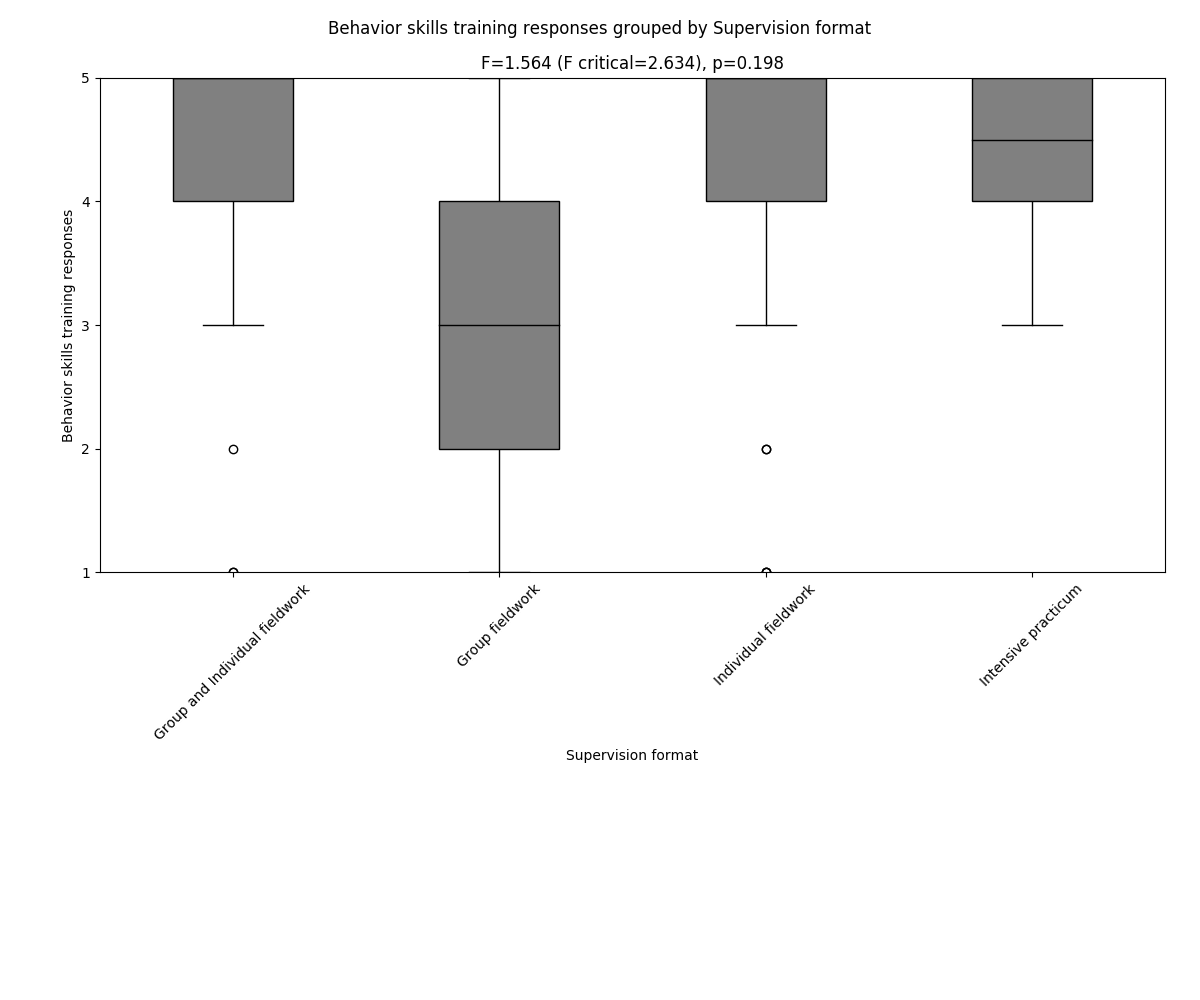 Behavior skills training responses grouped by Supervision format
F=1.564 (F critical=2.634), p=0.198
Behavior skills training responses
5
4
3
2
1
Group and Individual fieldwork
Group fieldwork
Individual fieldwork
Intensive practicum
Supervision format